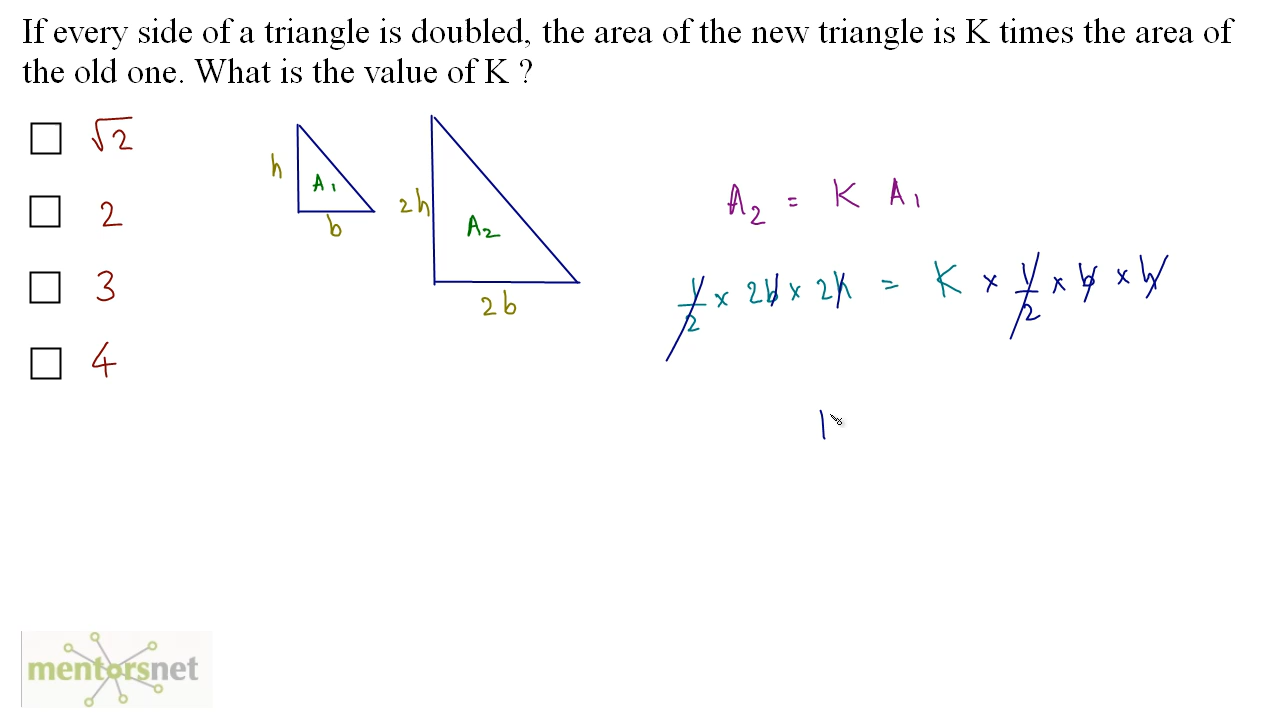 If every side of a triangle is doubled, the area of the new triangle is K times the area of
the old one. What is the value of K ?
√2
2
3
4
h
A1
b
2h
A2
2b
A2 = K A1
1/2 × 2b × 2h = K × 1/2 × b × h
mentorsnet